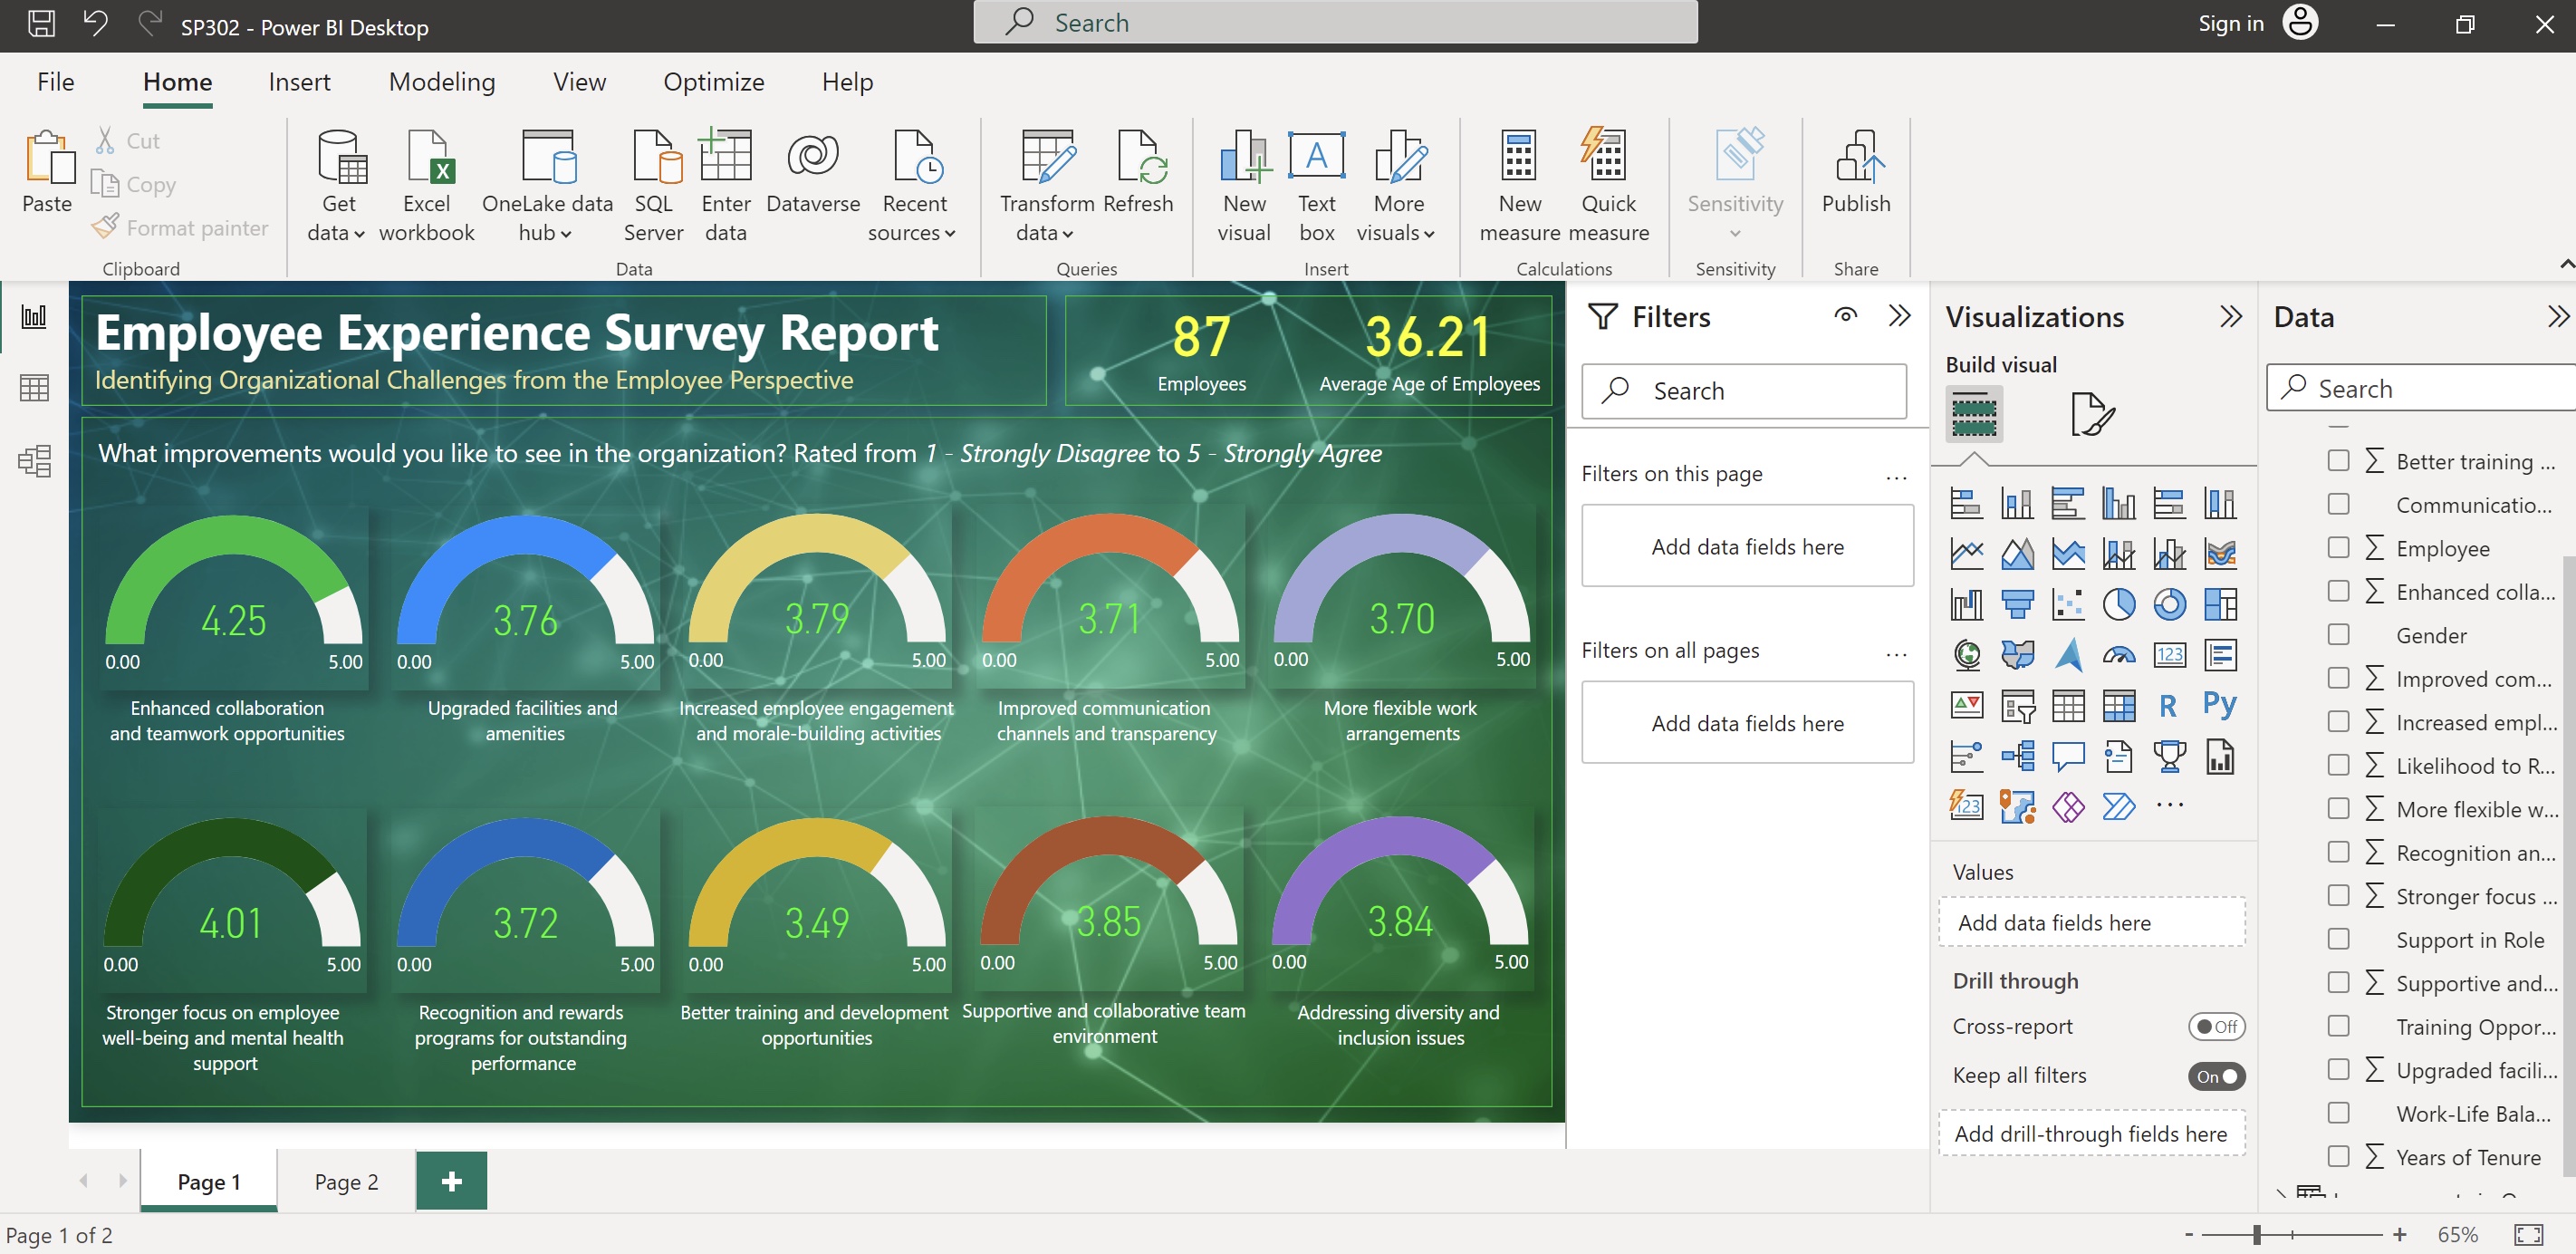 SP302 - Power BI Desktop
Search
Sign in
File Home Insert Modeling View Optimize Help
Paste
Cut
Copy
Format painter
Clipboard
Get data
Excel workbook
OneLake data hub
SQL Server
Enter data
Dataverse
Recent sources
Data
Transform data
Refresh
Queries
New visual
A
Text box
More visuals
Insert
New measure
Quick measure
Calculations
Sensitivity
Sensitivity
Publish
Share
Employee Experience Survey Report
Identifying Organizational Challenges from the Employee Perspective
87
Employees
36.21
Average Age of Employees
What improvements would you like to see in the organization? Rated from 1 - Strongly Disagree to 5 - Strongly Agree
4.25
0.00 5.00
Enhanced collaboration
and teamwork opportunities
3.76
0.00 5.00
Upgraded facilities and
amenities
3.79
0.00 5.00
Increased employee engagement
and morale-building activities
3.71
0.00 5.00
Improved communication
channels and transparency
3.70
0.00 5.00
More flexible work
arrangements
4.01
0.00 5.00
Stronger focus on employee
well-being and mental health
support
3.72
0.00 5.00
Recognition and rewards
programs for outstanding
performance
3.49
0.00 5.00
Better training and development
opportunities
3.85
0.00 5.00
Supportive and collaborative team
environment
3.84
0.00 5.00
Addressing diversity and
inclusion issues
Filters
Search
Filters on this page ...
Add data fields here
Filters on all pages ...
Add data fields here
Visualizations
Build visual
123
R Py
123
...
Values
Add data fields here
Drill through
Cross-report Off
Keep all filters On
Add drill-through fields here
Data
Search
Σ Better training ...
Communicatio...
Σ Employee
Σ Enhanced colla...
Gender
Σ Improved com...
Σ Increased empl...
Σ Likelihood to R...
Σ More flexible w...
Σ Recognition an...
Σ Stronger focus ...
Support in Role
Σ Supportive and...
Training Oppor...
Σ Upgraded facili...
Work-Life Bala...
Σ Years of Tenure
Page 1 Page 2 +
Page 1 of 2
- + 65%